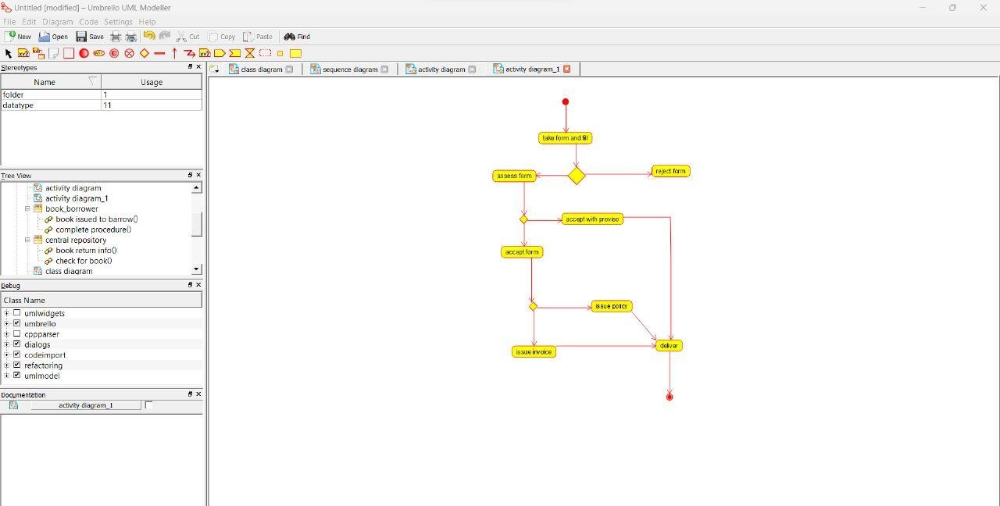 Untitled [modified] – Umbrello UML Modeller
File Edit Diagram Code Settings Help
New Open Save Cut Copy Paste Find
Stereotypes
class diagram sequence diagram activity diagram activity diagram_1
Name Usage
folder 1
datatype 11
Tree View
activity diagram
activity diagram_1
book_borrower
book issued to barrow()
complete procedure()
central repository
book return info()
check for book()
class diagram
Debug
Class Name
umlwidgets
umbrello
cppparser
dialogs
codeimport
refactoring
umlmodel
Documentation
activity diagram_1
take form and fill
assess form
reject form
accept with proviso
accept form
issue policy
issue invoice
deliver